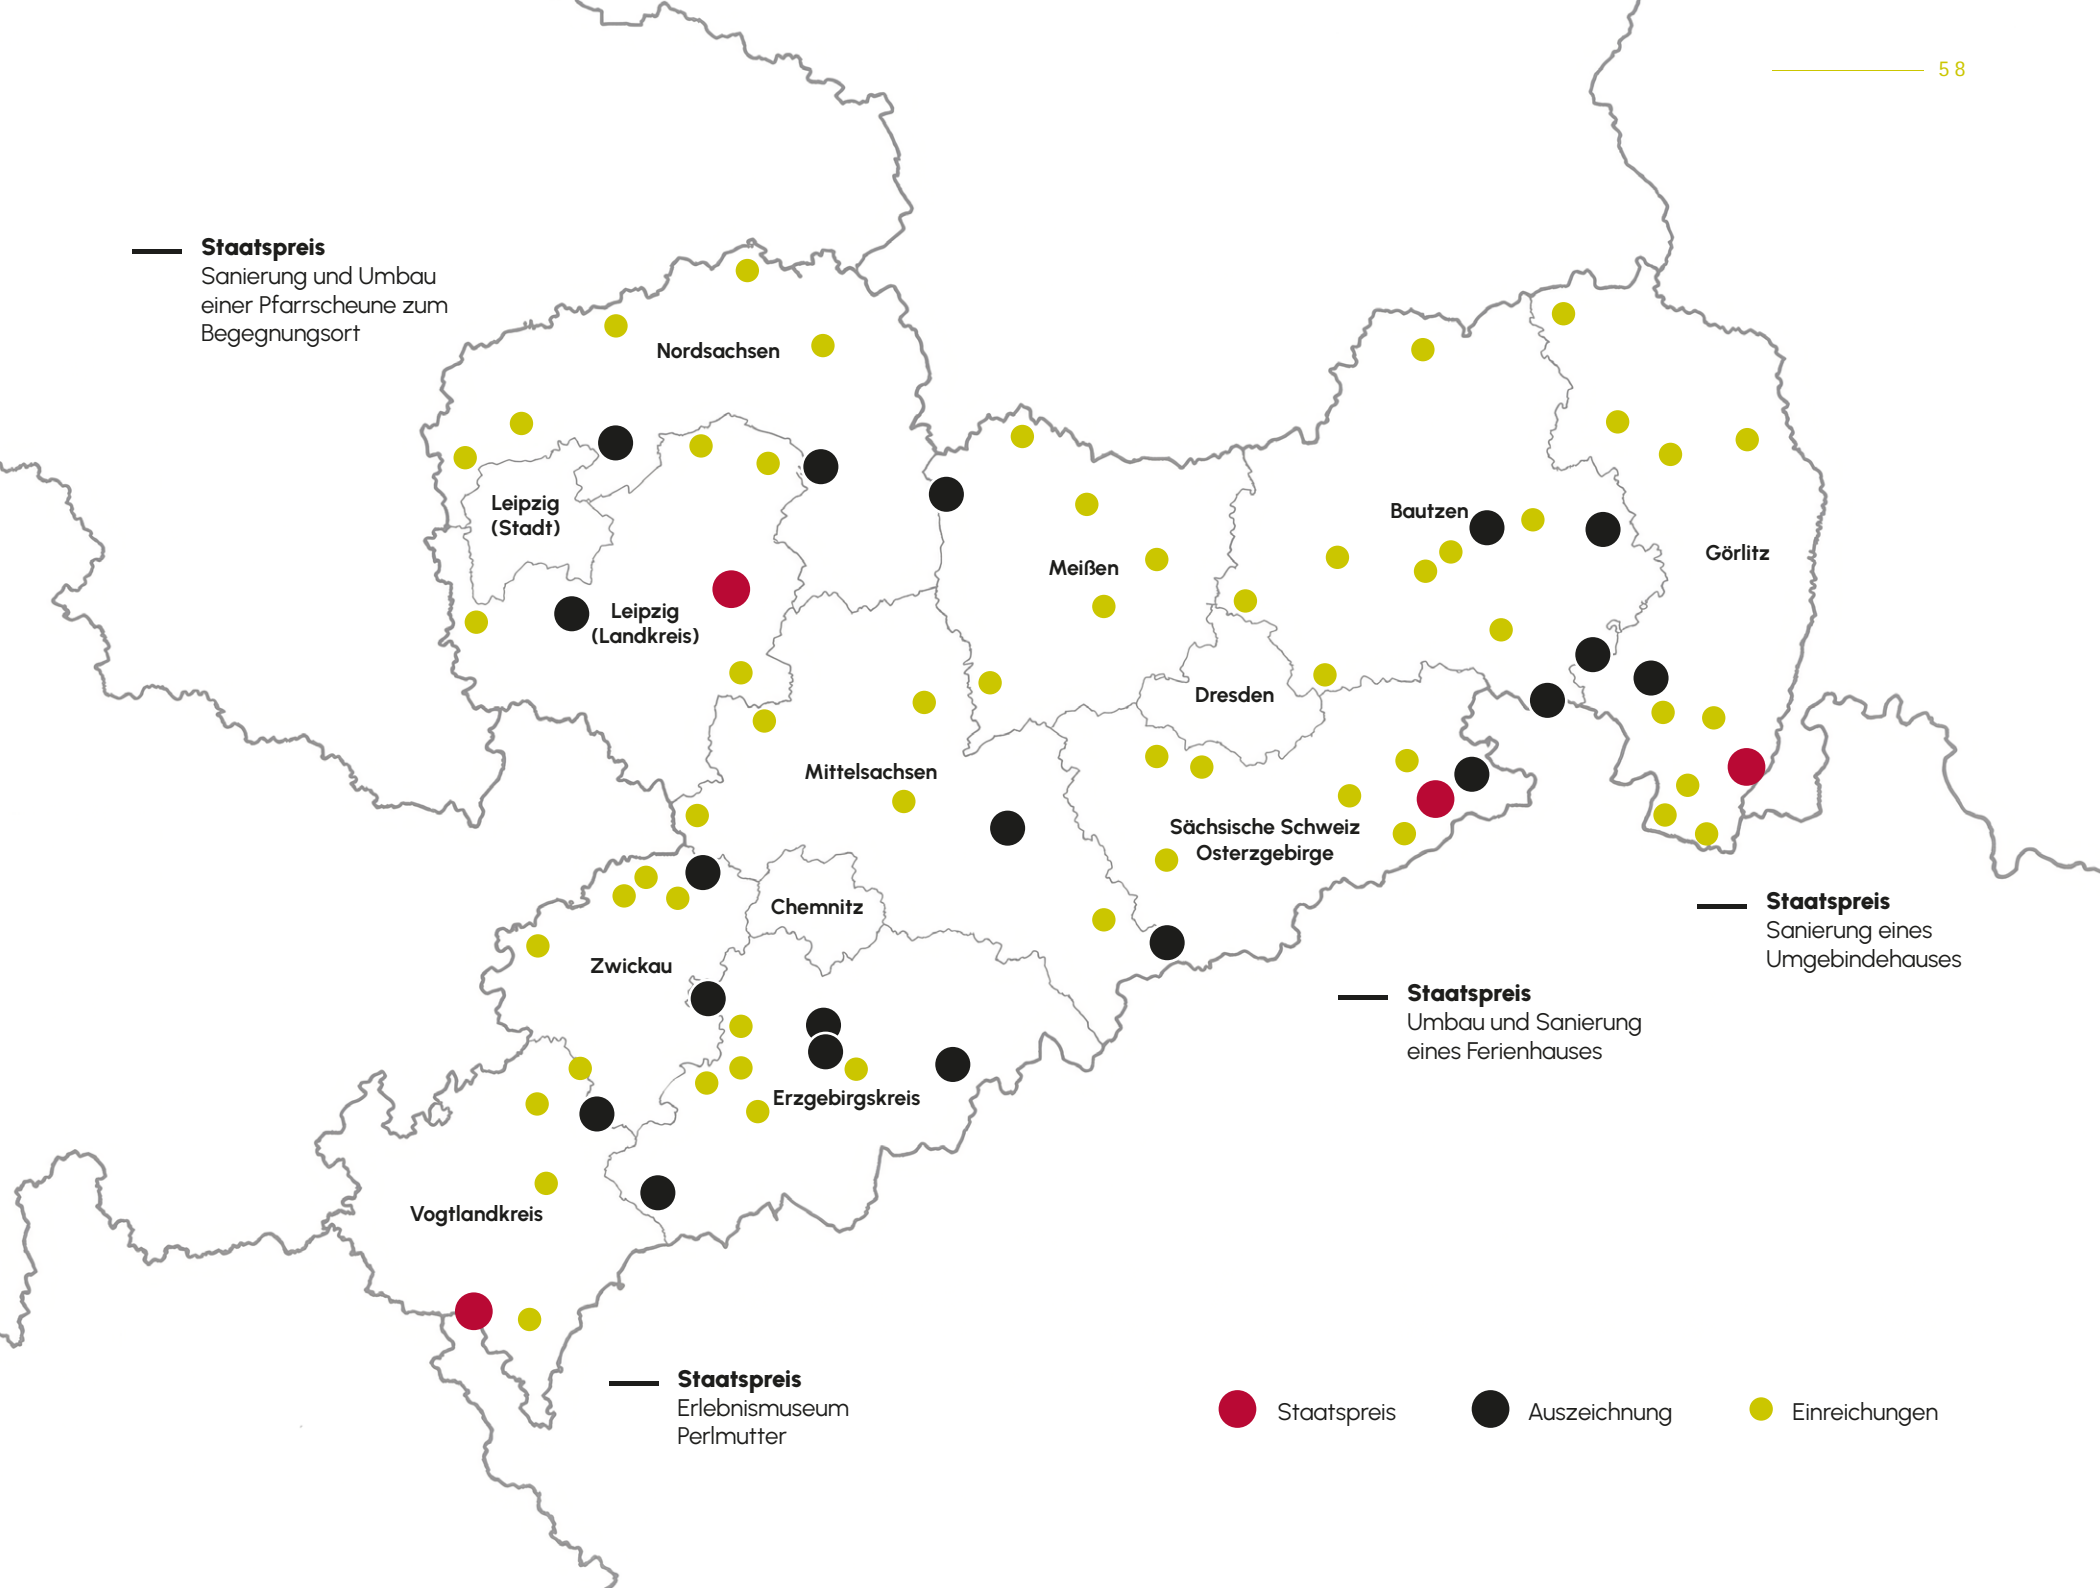 58
Staatspreis
Sanierung und Umbau
einer Pfarrscheune zum
Begegnungsort
Nordsachsen
Leipzig
(Stadt)
Bautzen
Görlitz
Meißen
Leipzig
(Landkreis)
Dresden
Mittelsachsen
Sächsische Schweiz
Osterzgebirge
Chemnitz
Zwickau
Staatspreis
Sanierung eines
Umgebindehauses
Staatspreis
Umbau und Sanierung
eines Ferienhauses
Erzgebirgskreis
Vogtlandkreis
Staatspreis
Erlebnismuseum
Perlmutter
Staatspreis
Auszeichnung
Einreichungen